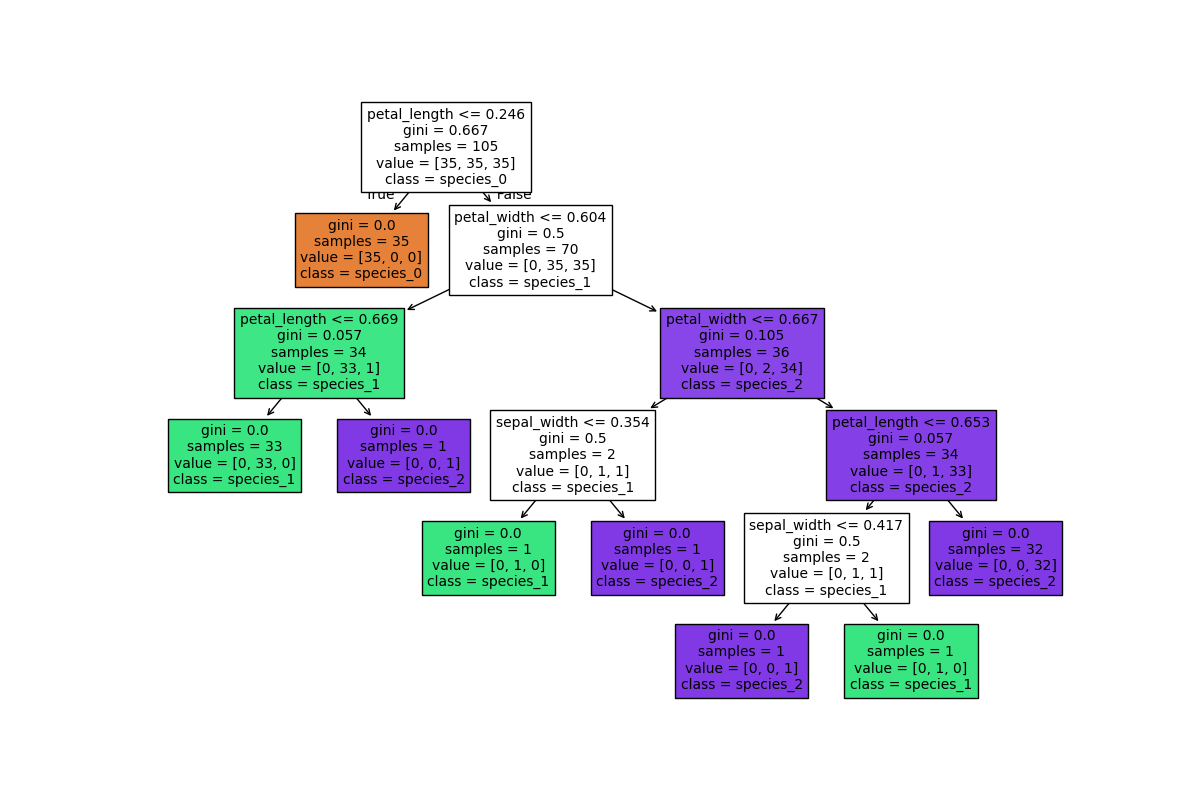 petal_length <= 0.246
gini = 0.667
samples = 105
value = [35, 35, 35]
class = species_0
True
False
gini = 0.0
samples = 35
value = [35, 0, 0]
class = species_0
petal_width <= 0.604
gini = 0.5
samples = 70
value = [0, 35, 35]
class = species_1
petal_length <= 0.669
gini = 0.057
samples = 34
value = [0, 33, 1]
class = species_1
petal_width <= 0.667
gini = 0.105
samples = 36
value = [0, 2, 34]
class = species_2
gini = 0.0
samples = 33
value = [0, 33, 0]
class = species_1
gini = 0.0
samples = 1
value = [0, 0, 1]
class = species_2
sepal_width <= 0.354
gini = 0.5
samples = 2
value = [0, 1, 1]
class = species_1
petal_length <= 0.653
gini = 0.057
samples = 34
value = [0, 1, 33]
class = species_2
gini = 0.0
samples = 1
value = [0, 1, 0]
class = species_1
gini = 0.0
samples = 1
value = [0, 0, 1]
class = species_2
sepal_width <= 0.417
gini = 0.5
samples = 2
value = [0, 1, 1]
class = species_1
gini = 0.0
samples = 32
value = [0, 0, 32]
class = species_2
gini = 0.0
samples = 1
value = [0, 0, 1]
class = species_2
gini = 0.0
samples = 1
value = [0, 1, 0]
class = species_1